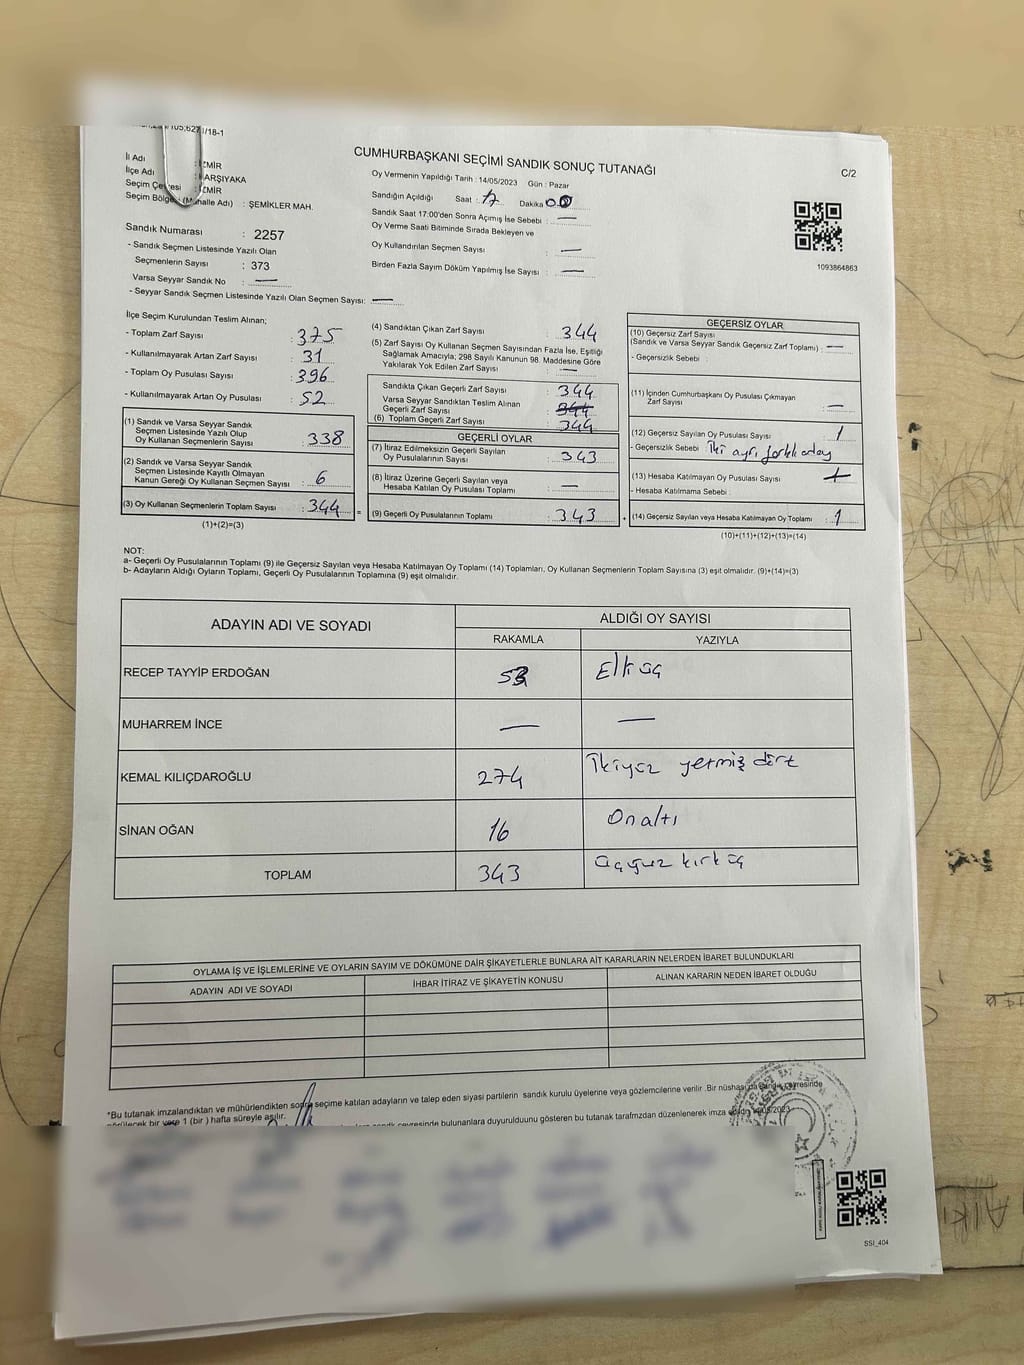 /18-1
CUMHURBAŞKANI SEÇİMİ SANDIK SONUÇ TUTANAĞI
C/2
İl Adı : İZMİR
İlçe Adı : KARŞIYAKA
Seçim Çevresi : İZMİR
Seçim Bölgesi (Mahalle Adı) : ŞEMİKLER MAH.
Oy Vermenin Yapıldığı Tarih : 14/05/2023 Gün : Pazar
Sandığın Açıldığı Saat : 17 Dakika 00
Sandık Saat 17:00'den Sonra Açımış İse Sebebi : —
Oy Verme Saati Bitiminde Sırada Bekleyen ve
Oy Kullandırılan Seçmen Sayısı : —
Birden Fazla Sayım Döküm Yapılmış İse Sayısı : —
1093864863
Sandık Numarası : 2257
- Sandık Seçmen Listesinde Yazılı Olan
Seçmenlerin Sayısı : 373
Varsa Seyyar Sandık No : —
- Seyyar Sandık Seçmen Listesinde Yazılı Olan Seçmen Sayısı: —
İlçe Seçim Kurulundan Teslim Alınan;
- Toplam Zarf Sayısı : 375
- Kullanılmayarak Artan Zarf Sayısı : 31
- Toplam Oy Pusulası Sayısı : 396
- Kullanılmayarak Artan Oy Pusulası : 52
(1) Sandık ve Varsa Seyyar Sandık
Seçmen Listesinde Yazılı Olup
Oy Kullanan Seçmenlerin Sayısı : 338
(2) Sandık ve Varsa Seyyar Sandık
Seçmen Listesinde Kayıtlı Olmayan
Kanun Gereği Oy Kullanan Seçmen Sayısı : 6
(3) Oy Kullanan Seçmenlerin Toplam Sayısı : 344 =
(1)+(2)=(3)
(4) Sandıktan Çıkan Zarf Sayısı : 344
(5) Zarf Sayısı Oy Kullanan Seçmen Sayısından Fazla İse, Eşitliği
Sağlamak Amacıyla; 298 Sayılı Kanunun 98. Maddesine Göre
Yakılarak Yok Edilen Zarf Sayısı : —
Sandıkta Çıkan Geçerli Zarf Sayısı : 344
Varsa Seyyar Sandıktan Teslim Alınan
Geçerli Zarf Sayısı : 344
(6) Toplam Geçerli Zarf Sayısı : 344
GEÇERLİ OYLAR
(7) İtiraz Edilmeksizin Geçerli Sayılan
Oy Pusulalarının Sayısı : 343
(8) İtiraz Üzerine Geçerli Sayılan veya
Hesaba Katılan Oy Pusulası Toplamı : —
(9) Geçerli Oy Pusulalarının Toplamı : 343 +
GEÇERSİZ OYLAR
(10) Geçersiz Zarf Sayısı
(Sandık ve Varsa Seyyar Sandık Geçersiz Zarf Toplamı) : —
- Geçersizlik Sebebi :
(11) İçinden Cumhurbaşkanı Oy Pusulası Çıkmayan
Zarf Sayısı : —
(12) Geçersiz Sayılan Oy Pusulası Sayısı : 1
- Geçersizlik Sebebi : İki ayrı farklı aday
(13) Hesaba Katılmayan Oy Pusulası Sayısı
- Hesaba Katılmama Sebebi :
(14) Geçersiz Sayılan veya Hesaba Katılmayan Oy Toplamı : 1
(10)+(11)+(12)+(13)=(14)
NOT:
a- Geçerli Oy Pusulalarının Toplamı (9) ile Geçersiz Sayılan veya Hesaba Katılmayan Oy Toplamı (14) Toplamları, Oy Kullanan Seçmenlerin Toplam Sayısına (3) eşit olmalıdır. (9)+(14)=(3)
b- Adayların Aldığı Oyların Toplamı, Geçerli Oy Pusulalarının Toplamına (9) eşit olmalıdır.
ADAYIN ADI VE SOYADI
ALDIĞI OY SAYISI
RAKAMLA YAZIYLA
RECEP TAYYİP ERDOĞAN 53 Elli üç
MUHARREM İNCE — —
KEMAL KILIÇDAROĞLU 274 İkiyüz yetmiş dört
SİNAN OĞAN 16 Onaltı
TOPLAM 343 üçyüz kırk üç
OYLAMA İŞ VE İŞLEMLERİNE VE OYLARIN SAYIM VE DÖKÜMÜNE DAİR ŞİKAYETLERLE BUNLARA AİT KARARLARIN NELERDEN İBARET BULUNDUKLARI
ADAYIN ADI VE SOYADI İHBAR İTİRAZ VE ŞİKAYETİN KONUSU ALINAN KARARIN NEDEN İBARET OLDUĞU
*Bu tutanak imzalandıktan ve mühürlendikten sonra seçime katılan adayların ve talep eden siyasi partilerin sandık kurulu üyelerine veya gözlemcilerine verilir .Bir nüshası da sandık çevresinde
görülecek bir yere 1 (bir ) hafta süreyle asılır.
sandık çevresinde bulunanlara duyurulduunu gösteren bu tutanak tarafımzdan düzenlenerek imza
SSI_404